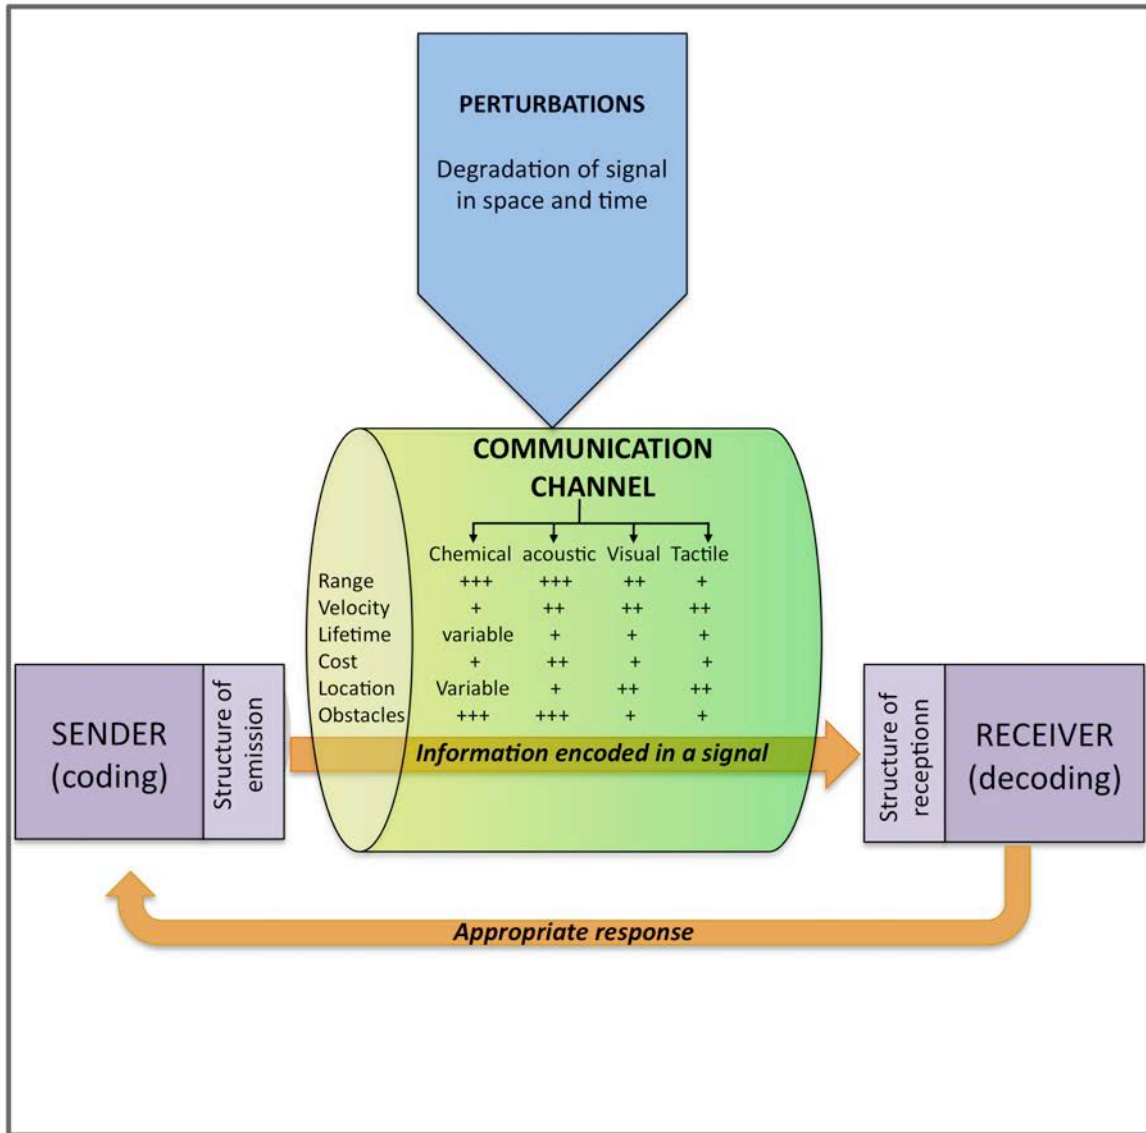 PERTURBATIONS
Degradation of signal
in space and time
COMMUNICATION
CHANNEL
Chemical acoustic Visual Tactile
Range +++ +++ ++ +
Velocity + ++ ++ ++
Lifetime variable + + +
Cost + ++ + +
Location Variable + ++ ++
Obstacles +++ +++ + +
SENDER
(coding)
Structure of
emission
Information encoded in a signal
Structure of
receptionn
RECEIVER
(decoding)
Appropriate response